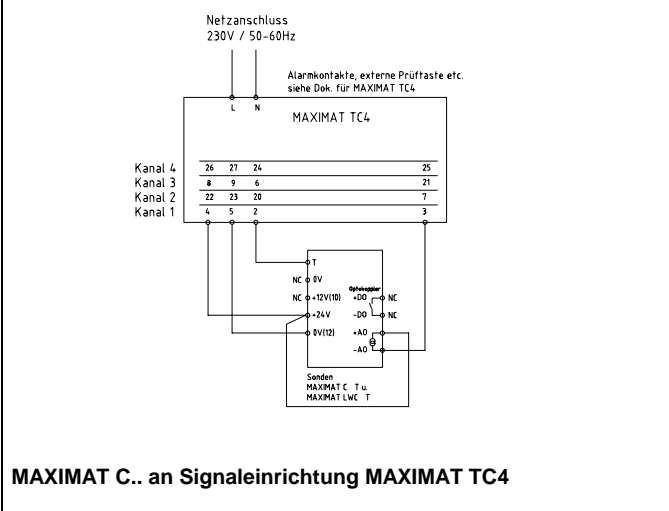 Netzanschluss
230V / 50-60Hz
Alarmkontakte, externe Prüftaste etc.
siehe Dok. für MAXIMAT TC4
L N
MAXIMAT TC4
Kanal 4 26 27 24 25
Kanal 3 8 9 6 21
Kanal 2 22 23 20 7
Kanal 1 4 5 2 3
T
NC 0V
Optokoppler
NC +12V(10) +DO NC
+24V -DO NC
0V(12) +AO
-AO
Sonden
MAXIMAT C T u.
MAXIMAT LWC T
MAXIMAT C.. an Signaleinrichtung MAXIMAT TC4